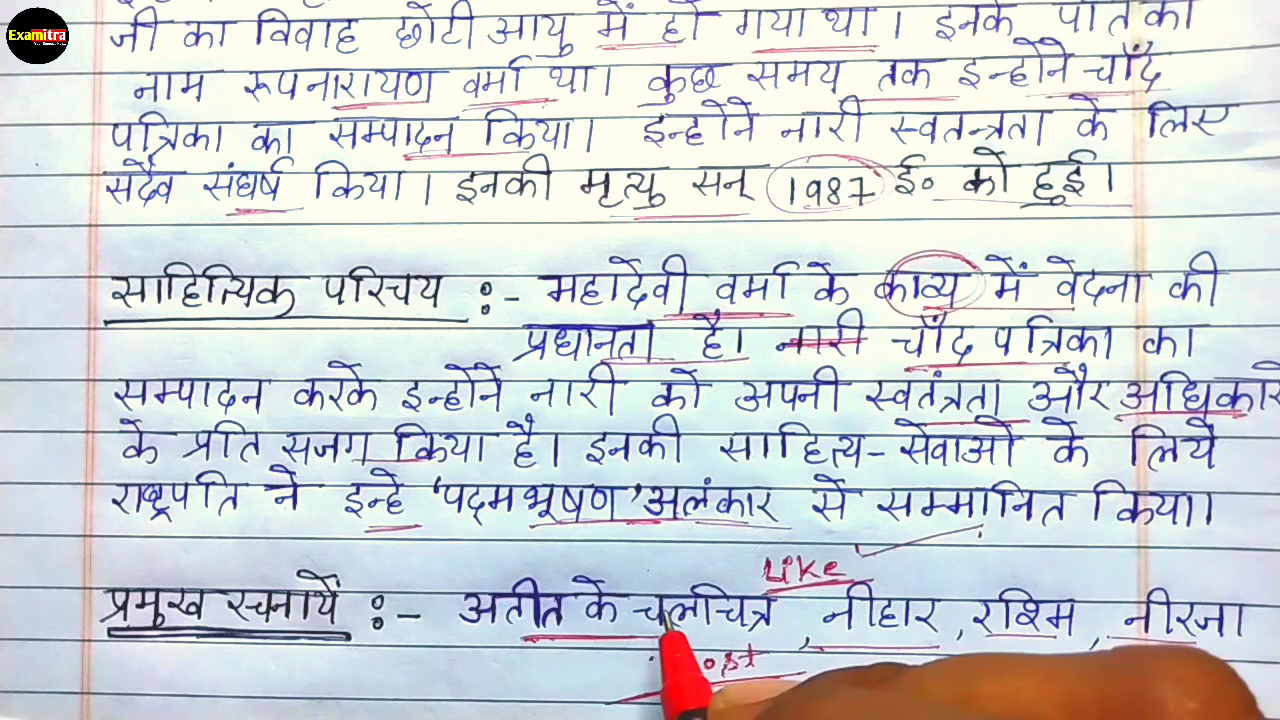 Examitra
जी का विवाह छोटी आयु में हो गया था। इनके पति का
नाम रूपनारायण वर्मा था। कुछ समय तक इन्होने चाँद
पत्रिका का सम्पादन किया। इन्होने नारी स्वतन्त्रता के लिए
सदैव संघर्ष किया। इनकी मृत्यु सन् 1987 ई० को हुई।
साहित्यिक परिचय :- महादेवी वर्मा के काव्य में वेदना की
प्रधानता है। नारी चाँद पत्रिका का
सम्पादन करके इन्होंने नारी को अपनी स्वतंत्रता और अधिकारो
के प्रति सजग किया है। इनकी साहित्य-सेवाओं के लिये
राष्ट्रपति ने इन्हे 'पद्मभूषण' अलंकार से सम्मानित किया।
Like
प्रमुख रचनायें :- अतीत के चलचित्र, नीहार, रश्मि, नीरजा